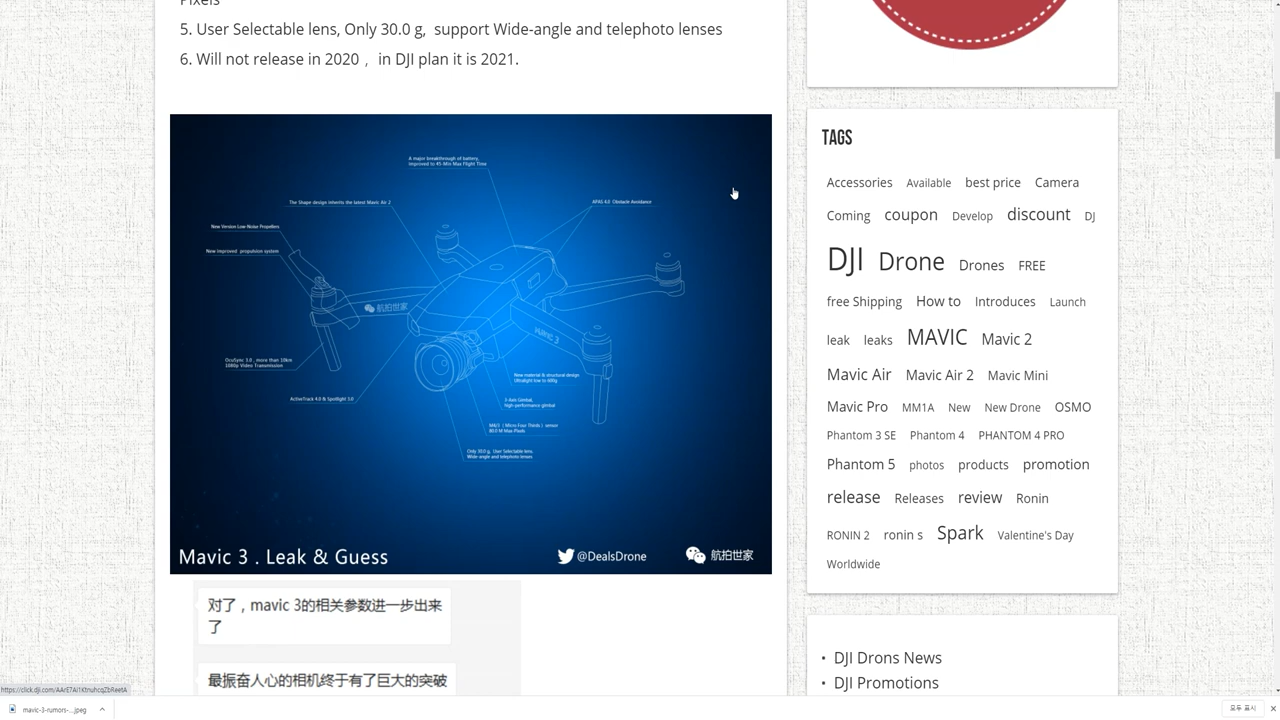 Pixels
5. User Selectable lens, Only 30.0 g,  support Wide-angle and telephoto lenses
6. Will not release in 2020 ， in DJI plan it is 2021.
A major breakthrough of battery,
Improved to 45 Min Max Flight Time
The Shape design inherits the latest Mavic Air 2
APAS 4.0 Obstacle Avoidance
New Version Low-Noise Propellers
New improved propulsion system
航拍世家
MAVIC 3
OcuSync 3.0 , more than 10km
1080p Video Transmission
New material & structural design
Ultralight low to 600g
ActiveTrack 4.0 & Spotlight 3.0
3-Axis Gimbal,
high-performance gimbal
M4/3 ( Micro Four Thirds ) sensor
80.0 M Max Pixels
Only 30.0 g, User Selectable lens,
Wide-angle and telephoto lenses
Mavic 3 . Leak & Guess
@DealsDrone
航拍世家
对了，mavic 3的相关参数进一步出来
了
最振奋人心的相机终于有了巨大的突破
TAGS
Accessories Available best price Camera
Coming coupon Develop discount DJ
DJI Drone Drones FREE
free Shipping How to Introduces Launch
leak leaks MAVIC Mavic 2
Mavic Air Mavic Air 2 Mavic Mini
Mavic Pro MM1A New New Drone OSMO
Phantom 3 SE Phantom 4 PHANTOM 4 PRO
Phantom 5 photos products promotion
release Releases review Ronin
RONIN 2 ronin s Spark Valentine's Day
Worldwide
• DJI Drons News
• DJI Promotions
mavic-3-rumors-...jpeg
모두 표시